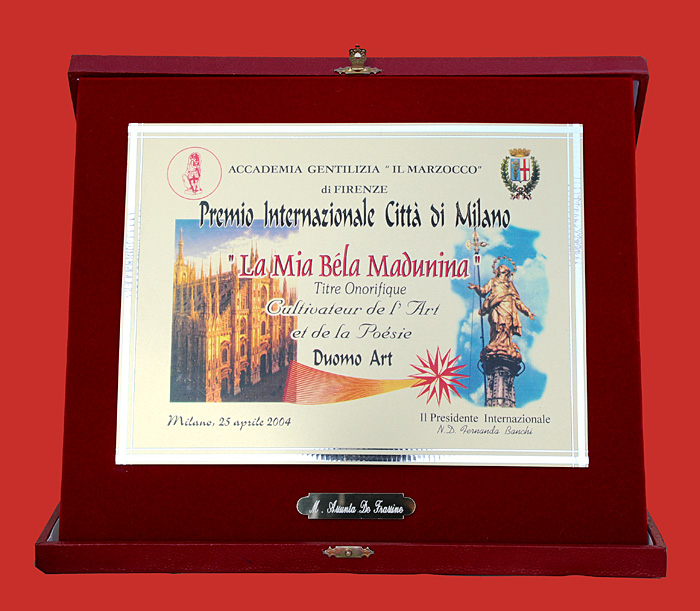 ACCADEMIA GENTILIZIA "IL MARZOCCO"
di FIRENZE
Premio Internazionale Città di Milano
"La Mia Béla Madunina"
Titre Onorifique
Cultivateur de l'Art
et de la Poésie
Duomo Art
Milano, 25 aprile 2004
Il Presidente Internazionale
N.D. Fernanda Banchi
M. Assunta De Frassine